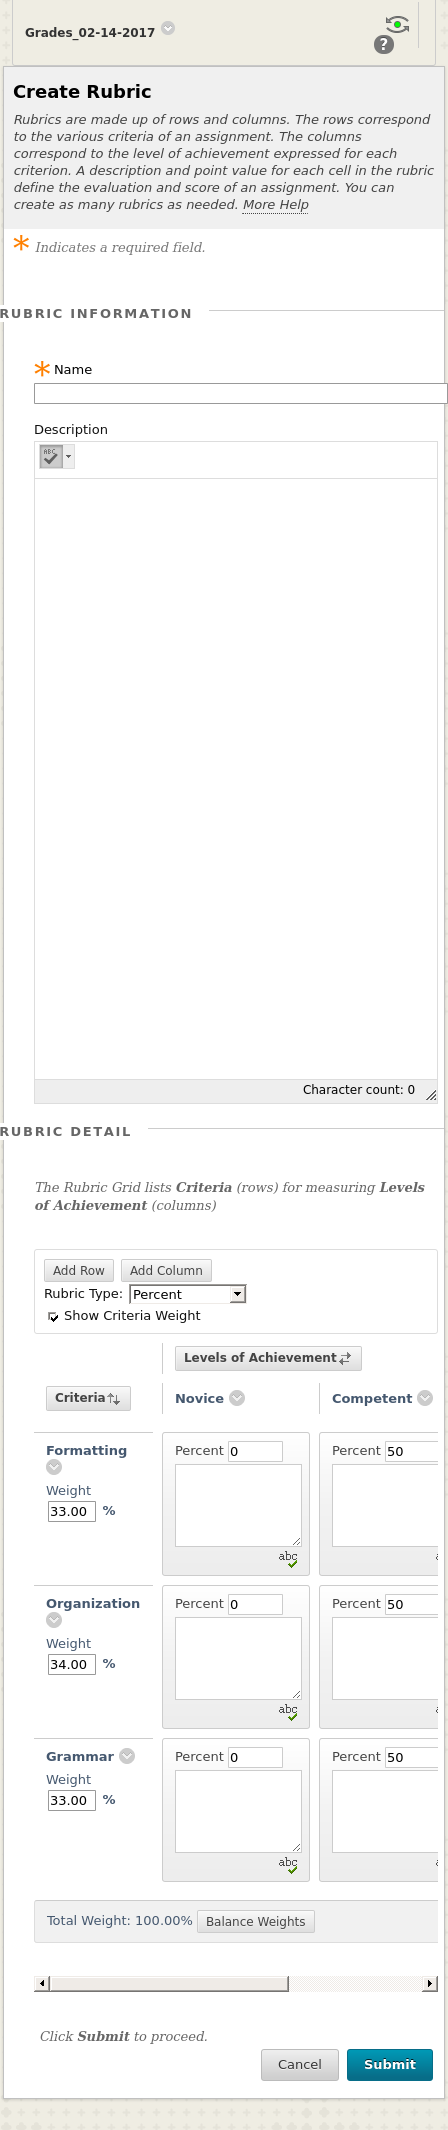 Grades_02-14-2017
?
Create Rubric
Rubrics are made up of rows and columns. The rows correspond
to the various criteria of an assignment. The columns
correspond to the level of achievement expressed for each
criterion. A description and point value for each cell in the rubric
define the evaluation and score of an assignment. You can
create as many rubrics as needed. More Help
Indicates a required field.
RUBRIC INFORMATION
Name
Description
ABC
Character count: 0
RUBRIC DETAIL
The Rubric Grid lists Criteria (rows) for measuring Levels
of Achievement (columns)
Add Row Add Column
Rubric Type: Percent
Show Criteria Weight
Levels of Achievement
Criteria Novice Competent
Formatting Percent 0 Percent 50
Weight
33.00 %
abc
Organization Percent 0 Percent 50
Weight
34.00 %
abc
Grammar Percent 0 Percent 50
Weight
33.00 %
abc
Total Weight: 100.00% Balance Weights
Click Submit to proceed.
Cancel Submit